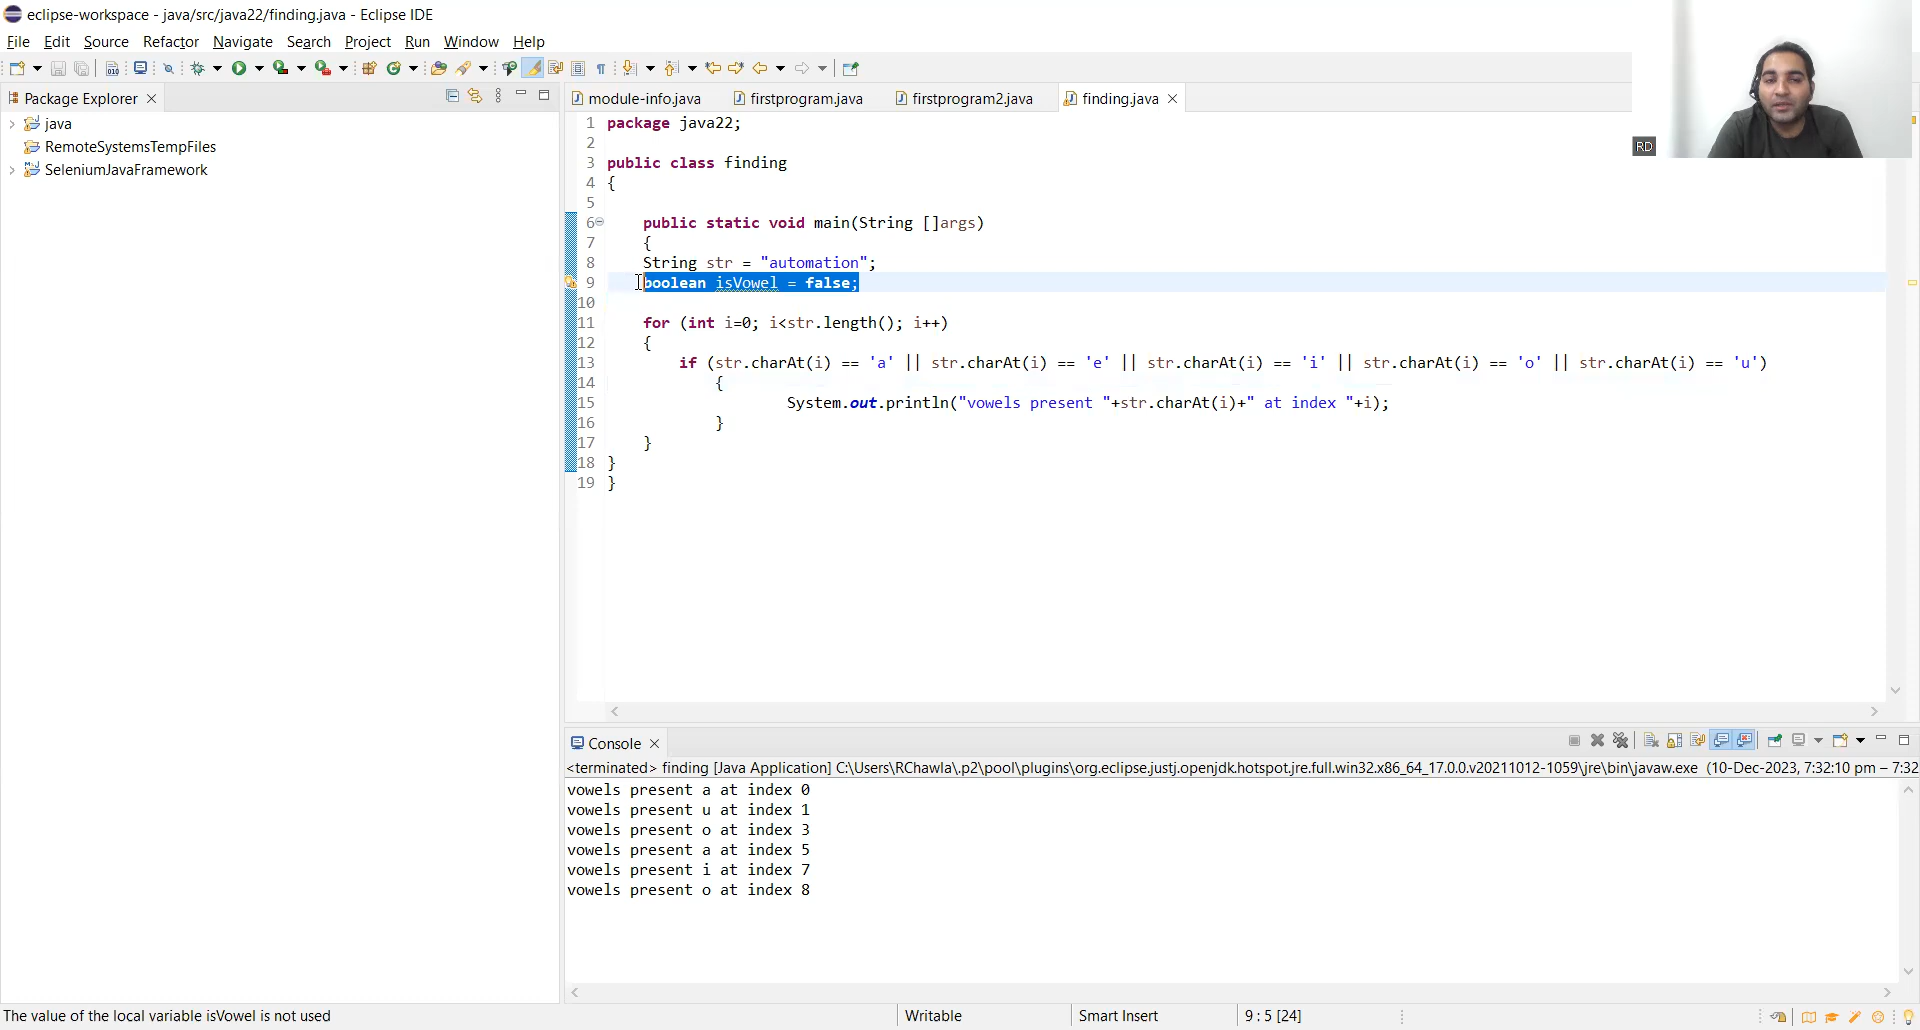 eclipse-workspace - java/src/java22/finding.java - Eclipse IDE
File Edit Source Refactor Navigate Search Project Run Window Help
Package Explorer
java
RemoteSystemsTempFiles
SeleniumJavaFramework
module-info.java firstprogram.java firstprogram2.java finding.java
RD
1 package java22;
2
3 public class finding
4 {
5
6 public static void main(String []args)
7 {
8 String str = "automation";
9 boolean isVowel = false;
10
11 for (int i=0; i<str.length(); i++)
12 {
13 if (str.charAt(i) == 'a' || str.charAt(i) == 'e' || str.charAt(i) == 'i' || str.charAt(i) == 'o' || str.charAt(i) == 'u')
14 {
15 System.out.println("vowels present "+str.charAt(i)+" at index "+i);
16 }
17 }
18 }
19 }
Console
<terminated> finding [Java Application] C:\Users\RChawla\.p2\pool\plugins\org.eclipse.justj.openjdk.hotspot.jre.full.win32.x86_64_17.0.0.v20211012-1059\jre\bin\javaw.exe (10-Dec-2023, 7:32:10 pm – 7:32
vowels present a at index 0
vowels present u at index 1
vowels present o at index 3
vowels present a at index 5
vowels present i at index 7
vowels present o at index 8
The value of the local variable isVowel is not used Writable Smart Insert 9 : 5 [24]